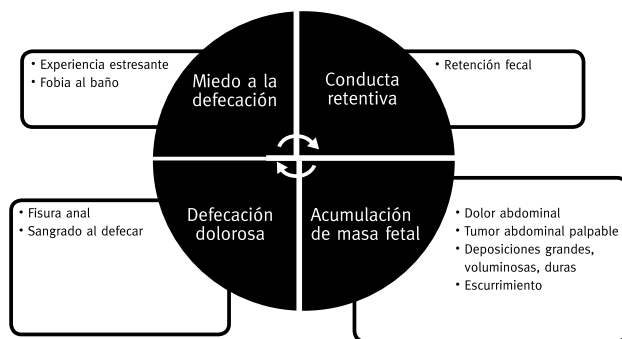 • Experiencia estresante
• Fobia al baño
Miedo a la
defecación
Conducta
retentiva
• Retención fecal
• Fisura anal
• Sangrado al defecar
Defecación
dolorosa
Acumulación
de masa fetal
• Dolor abdominal
• Tumor abdominal palpable
• Deposiciones grandes,
voluminosas, duras
• Escurrimiento